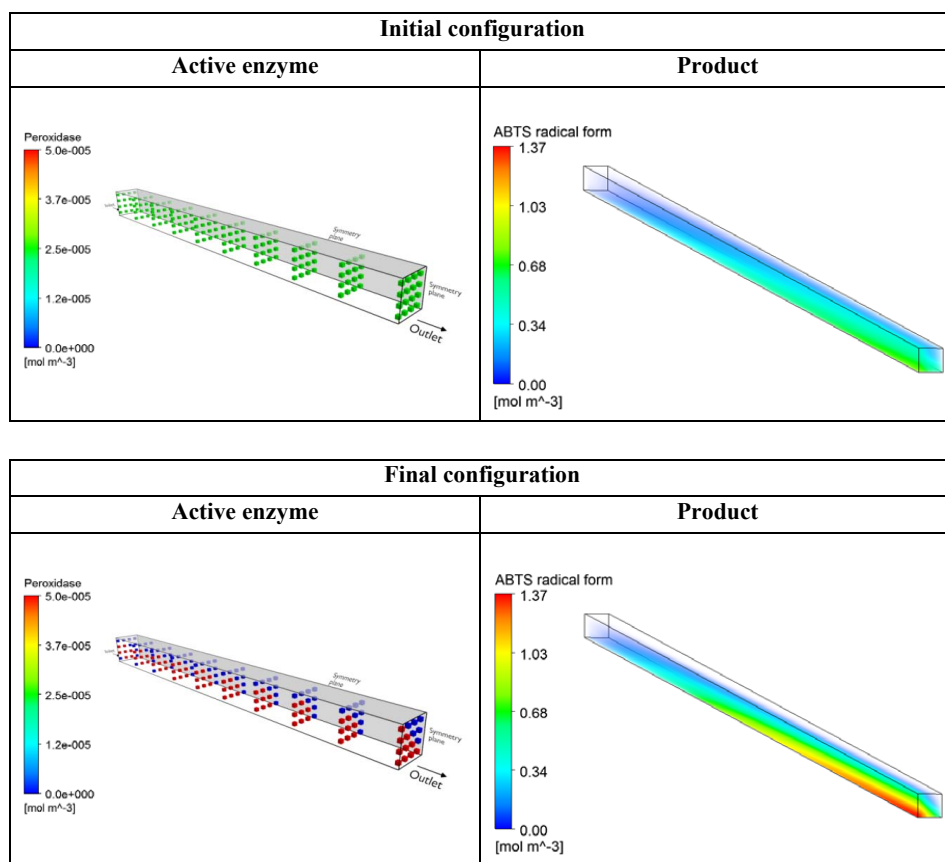 Initial configuration
Active enzyme
Product
Peroxidase
5.0e-005
3.7e-005
2.5e-005
1.2e-005
0.0e+000
[mol m^-3]
Symmetry
plane
Symmetry
plane
Outlet
ABTS radical form
1.37
1.03
0.68
0.34
0.00
[mol m^-3]
Final configuration
Active enzyme
Product
Peroxidase
5.0e-005
3.7e-005
2.5e-005
1.2e-005
0.0e+000
[mol m^-3]
Symmetry
plane
Symmetry
plane
Outlet
ABTS radical form
1.37
1.03
0.68
0.34
0.00
[mol m^-3]